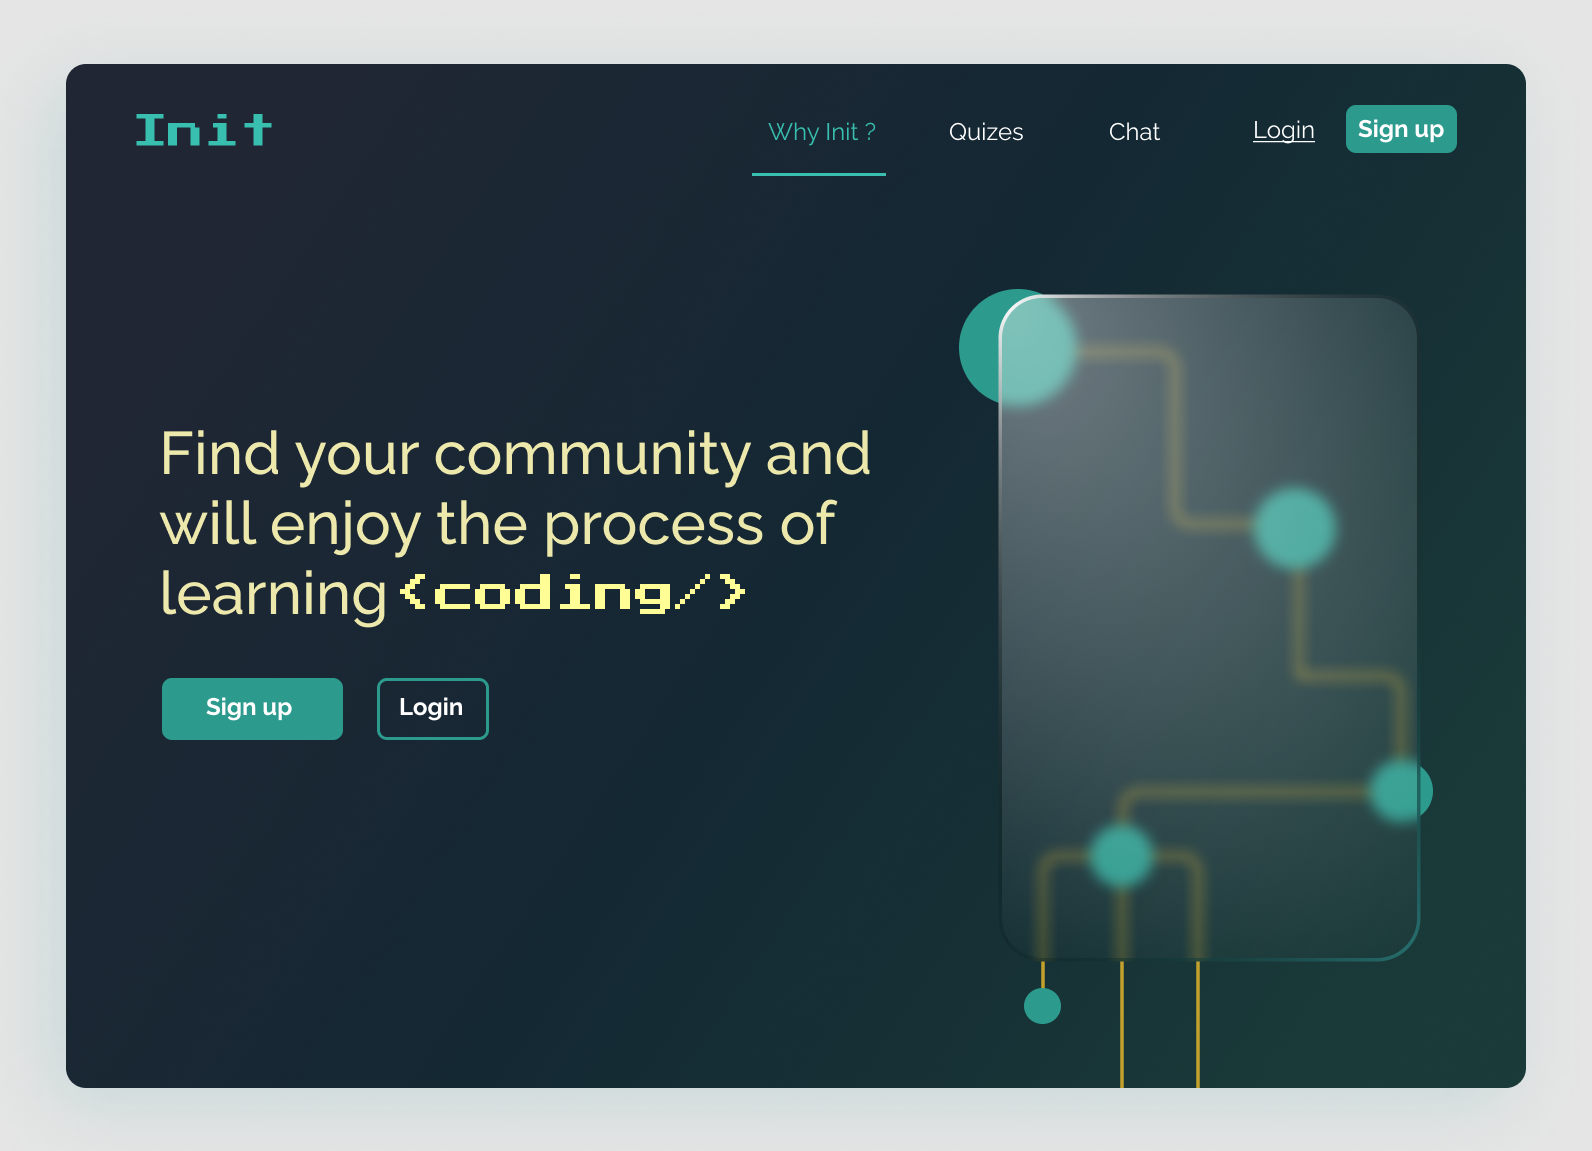 Init
Why Init ?
Quizes
Chat
Login
Sign up
Find your community and
will enjoy the process of
learning <coding/>
Sign up
Login